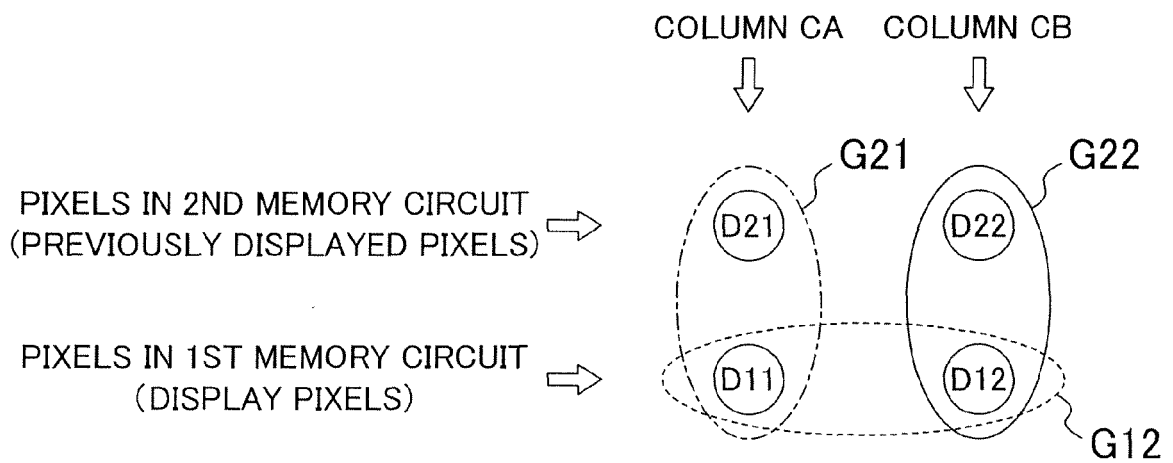 COLUMN CA COLUMN CB
G21 G22
PIXELS IN 2ND MEMORY CIRCUIT
(PREVIOUSLY DISPLAYED PIXELS)
D21 D22
PIXELS IN 1ST MEMORY CIRCUIT
(DISPLAY PIXELS)
D11 D12
G12